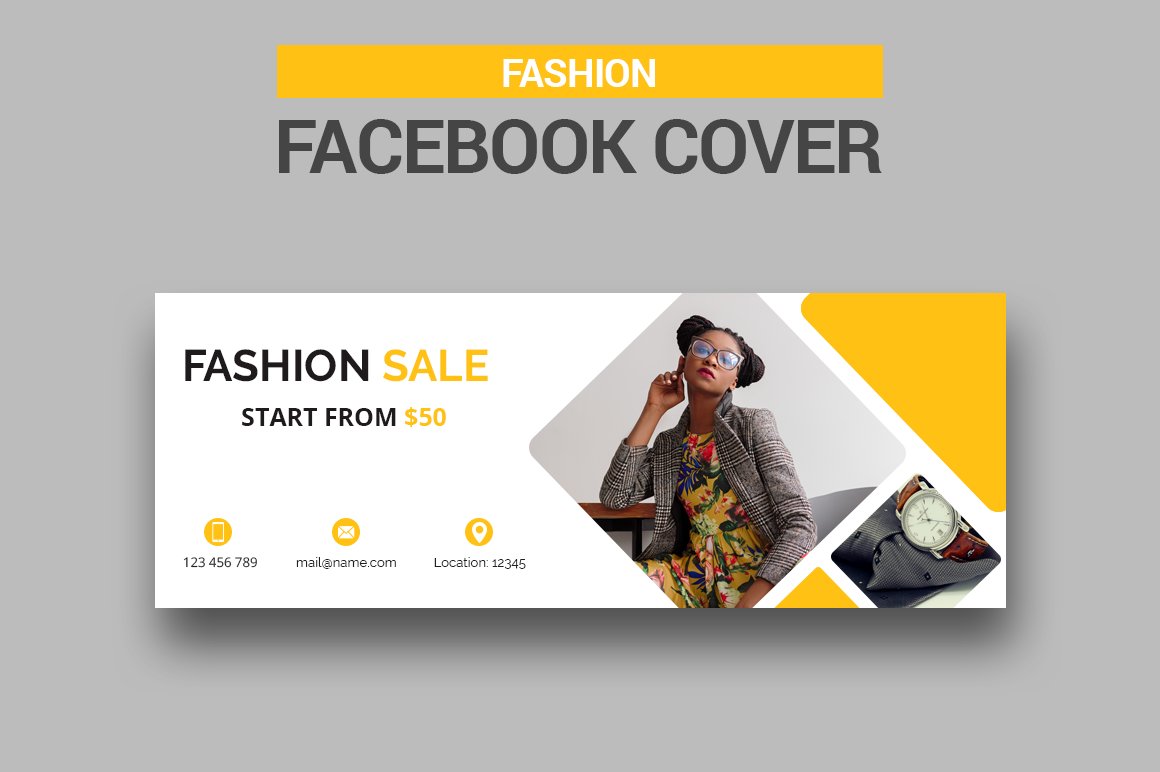 FASHION
FACEBOOK COVER
FASHION SALE
START FROM $50
123 456 789
mail@name.com
Location: 12345